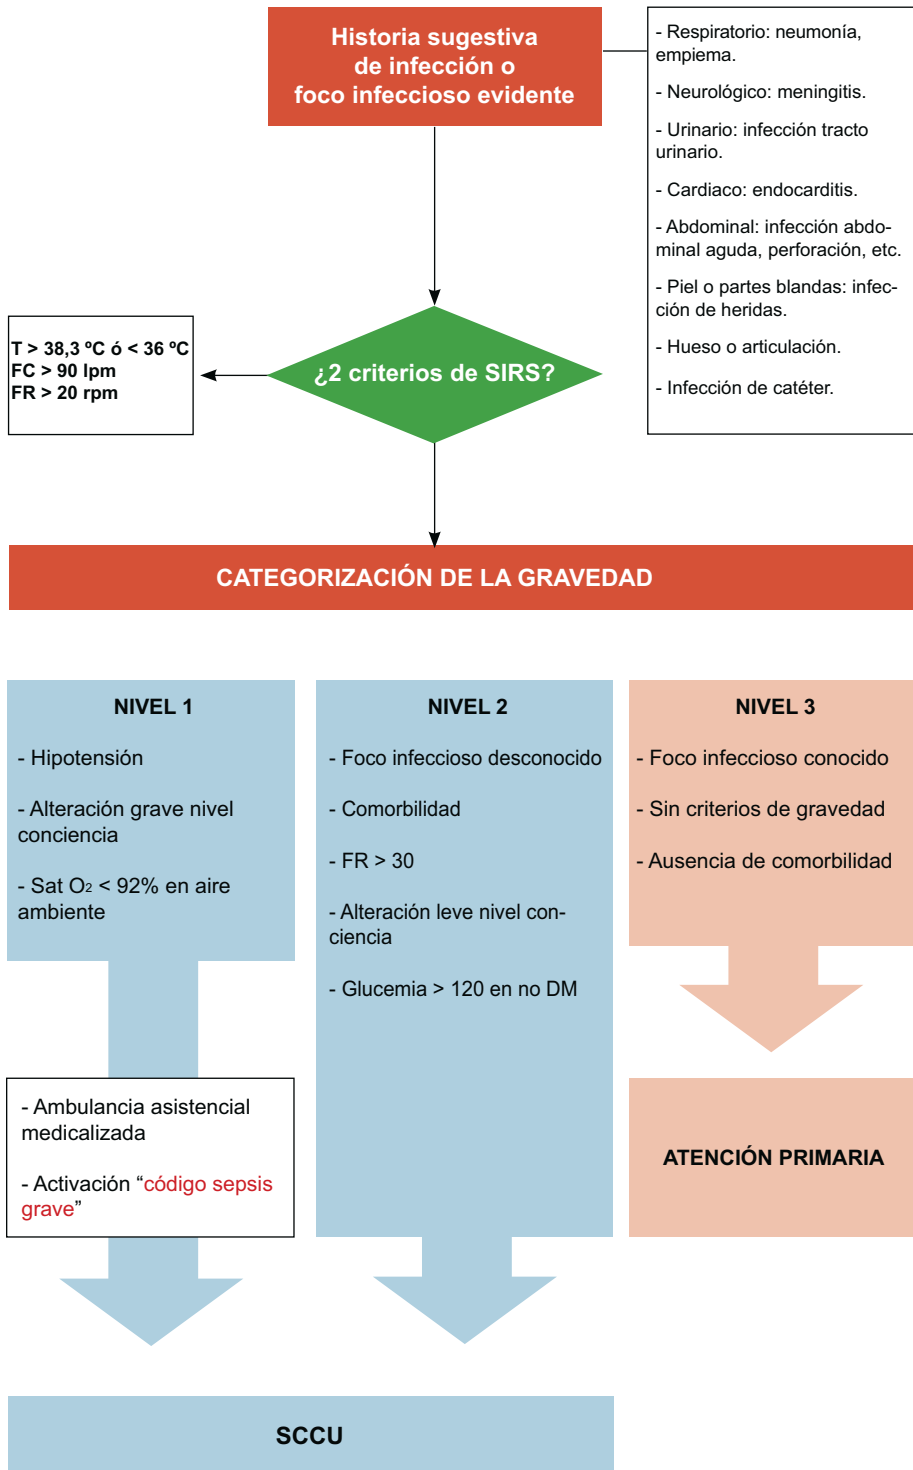 Historia sugestiva
de infección o
foco infeccioso evidente
- Respiratorio: neumonía,
empiema.
- Neurológico: meningitis.
- Urinario: infección tracto
urinario.
- Cardiaco: endocarditis.
- Abdominal: infección abdo-
minal aguda, perforación, etc.
- Piel o partes blandas: infec-
ción de heridas.
- Hueso o articulación.
- Infección de catéter.
T > 38,3 ºC ó < 36 ºC
FC > 90 lpm
FR > 20 rpm
¿2 criterios de SIRS?
CATEGORIZACIÓN DE LA GRAVEDAD
NIVEL 1
- Hipotensión
- Alteración grave nivel
conciencia
- Sat O2 < 92% en aire
ambiente
- Ambulancia asistencial
medicalizada
- Activación “código sepsis
grave”
NIVEL 2
- Foco infeccioso desconocido
- Comorbilidad
- FR > 30
- Alteración leve nivel con-
ciencia
- Glucemia > 120 en no DM
NIVEL 3
- Foco infeccioso conocido
- Sin criterios de gravedad
- Ausencia de comorbilidad
ATENCIÓN PRIMARIA
SCCU